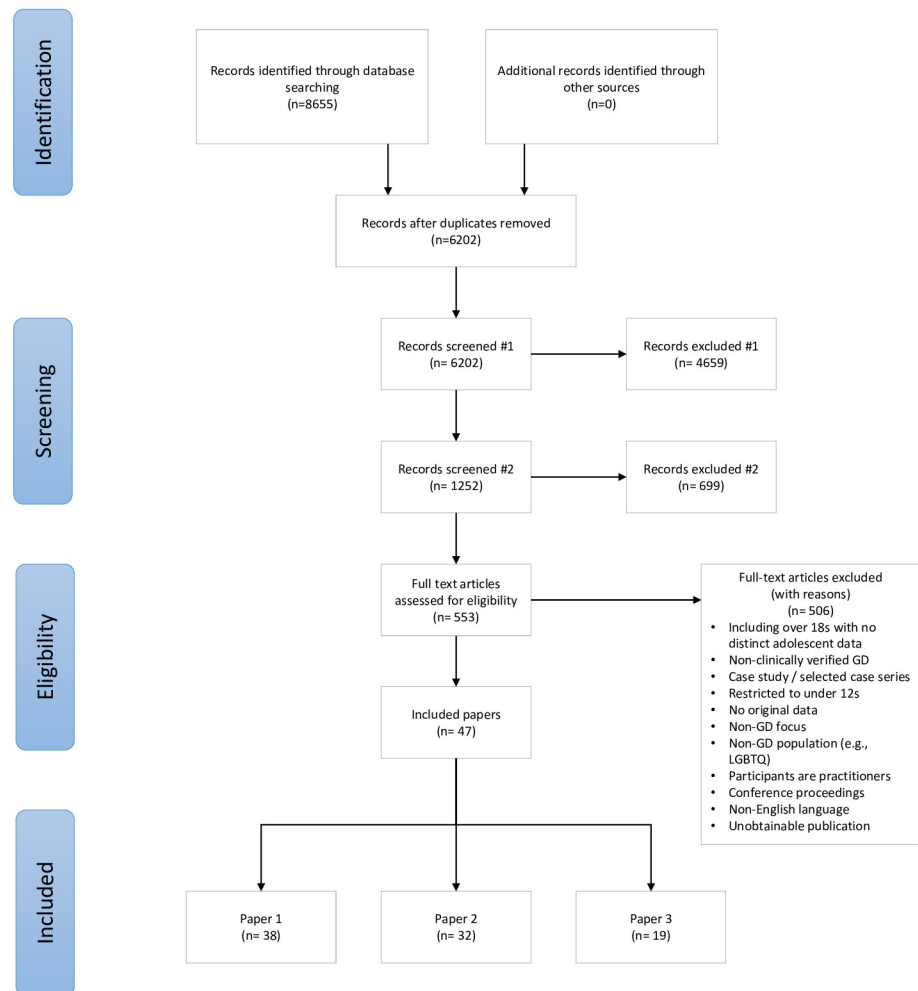 Identification
Records identified through database
searching
(n=8655)
Additional records identified through
other sources
(n=0)
Records after duplicates removed
(n=6202)
Screening
Records screened #1
(n= 6202)
Records excluded #1
(n= 4659)
Records screened #2
(n= 1252)
Records excluded #2
(n= 699)
Eligibility
Full text articles
assessed for eligibility
(n= 553)
Full-text articles excluded
(with reasons)
(n= 506)
• Including over 18s with no
distinct adolescent data
• Non-clinically verified GD
• Case study / selected case series
• Restricted to under 12s
• No original data
• Non-GD focus
• Non-GD population (e.g.,
LGBTQ)
• Participants are practitioners
• Conference proceedings
• Non-English language
• Unobtainable publication
Included papers
(n= 47)
Included
Paper 1
(n= 38)
Paper 2
(n= 32)
Paper 3
(n= 19)